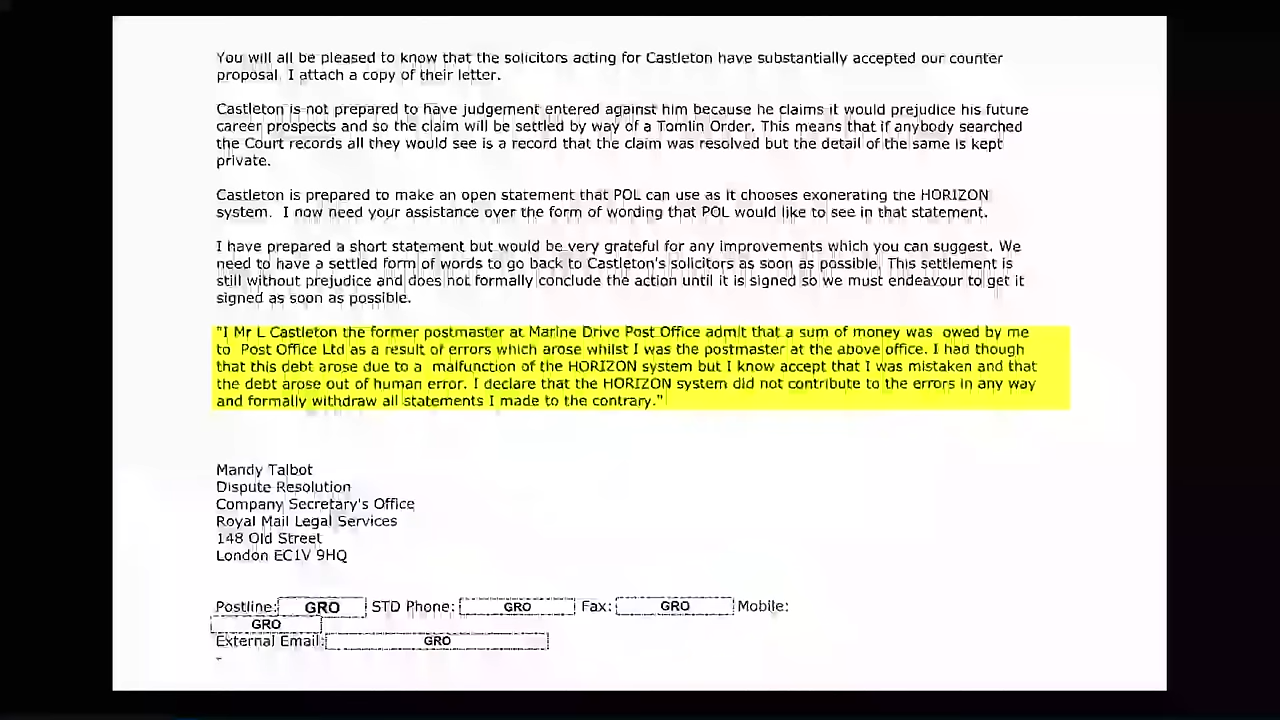 You will all be pleased to know that the solicitors acting for Castleton have substantially accepted our counter
proposal. I attach a copy of their letter.
Castleton is not prepared to have judgement entered against him because he claims it would prejudice his future
career prospects and so the claim will be settled by way of a Tomlin Order. This means that if anybody searched
the Court records all they would see is a record that the claim was resolved but the detail of the same is kept
private.
Castleton is prepared to make an open statement that POL can use as it chooses exonerating the HORIZON
system.  I now need your assistance over the form of wording that POL would like to see in that statement.
I have prepared a short statement but would be very grateful for any improvements which you can suggest. We
need to have a settled form of words to go back to Castleton's solicitors as soon as possible. This settlement is
still without prejudice and does not formally conclude the action until it is signed so we must endeavour to get it
signed as soon as possible.
"I Mr L Castleton the former postmaster at Marine Drive Post Office admit that a sum of money was  owed by me
to  Post Office Ltd as a result of errors which arose whilst I was the postmaster at the above office. I had though
that this debt arose due to a  malfunction of the HORIZON system but I know accept that I was mistaken and that
the debt arose out of human error. I declare that the HORIZON system did not contribute to the errors in any way
and formally withdraw all statements I made to the contrary."
Mandy Talbot
Dispute Resolution
Company Secretary's Office
Royal Mail Legal Services
148 Old Street
London EC1V 9HQ
Postline: GRO STD Phone: GRO Fax: GRO Mobile:
GRO
External Email: GRO